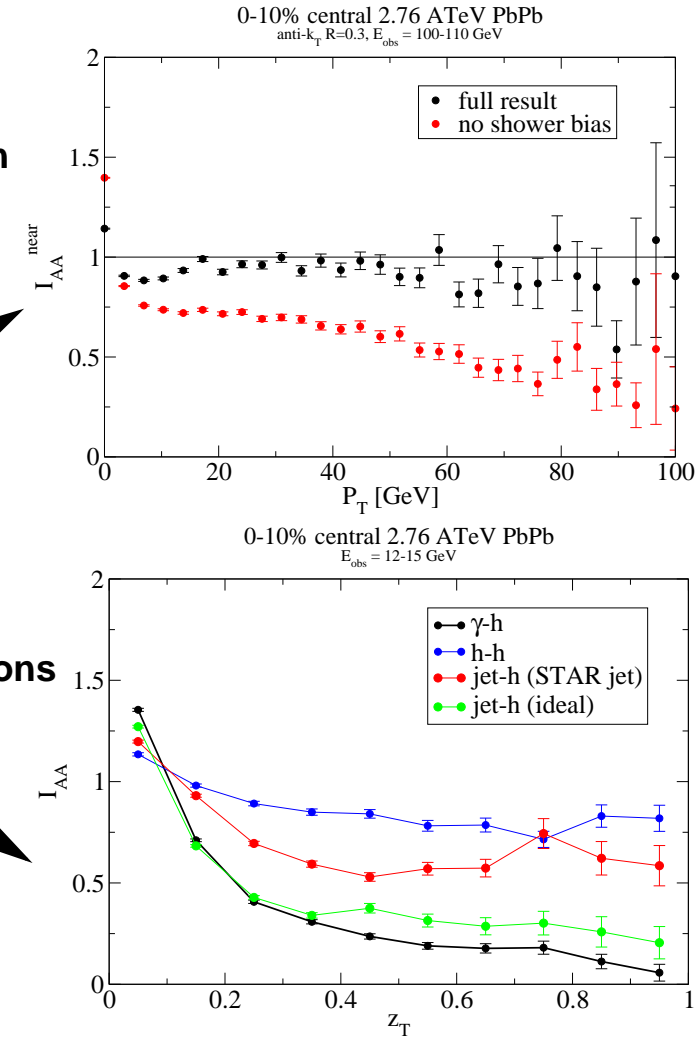 0-10% central 2.76 ATeV PbPb
anti-k_T R=0.3, E_obs = 100-110 GeV
2
full result
no shower bias
1.5
1
0.5
0
I_AA^near
0 20 40 60 80 100
P_T [GeV]
0-10% central 2.76 ATeV PbPb
E_obs = 12-15 GeV
2
γ-h
h-h
jet-h (STAR jet)
jet-h (ideal)
ons
1.5
1
0.5
0
I_AA
0 0.2 0.4 0.6 0.8 1
z_T